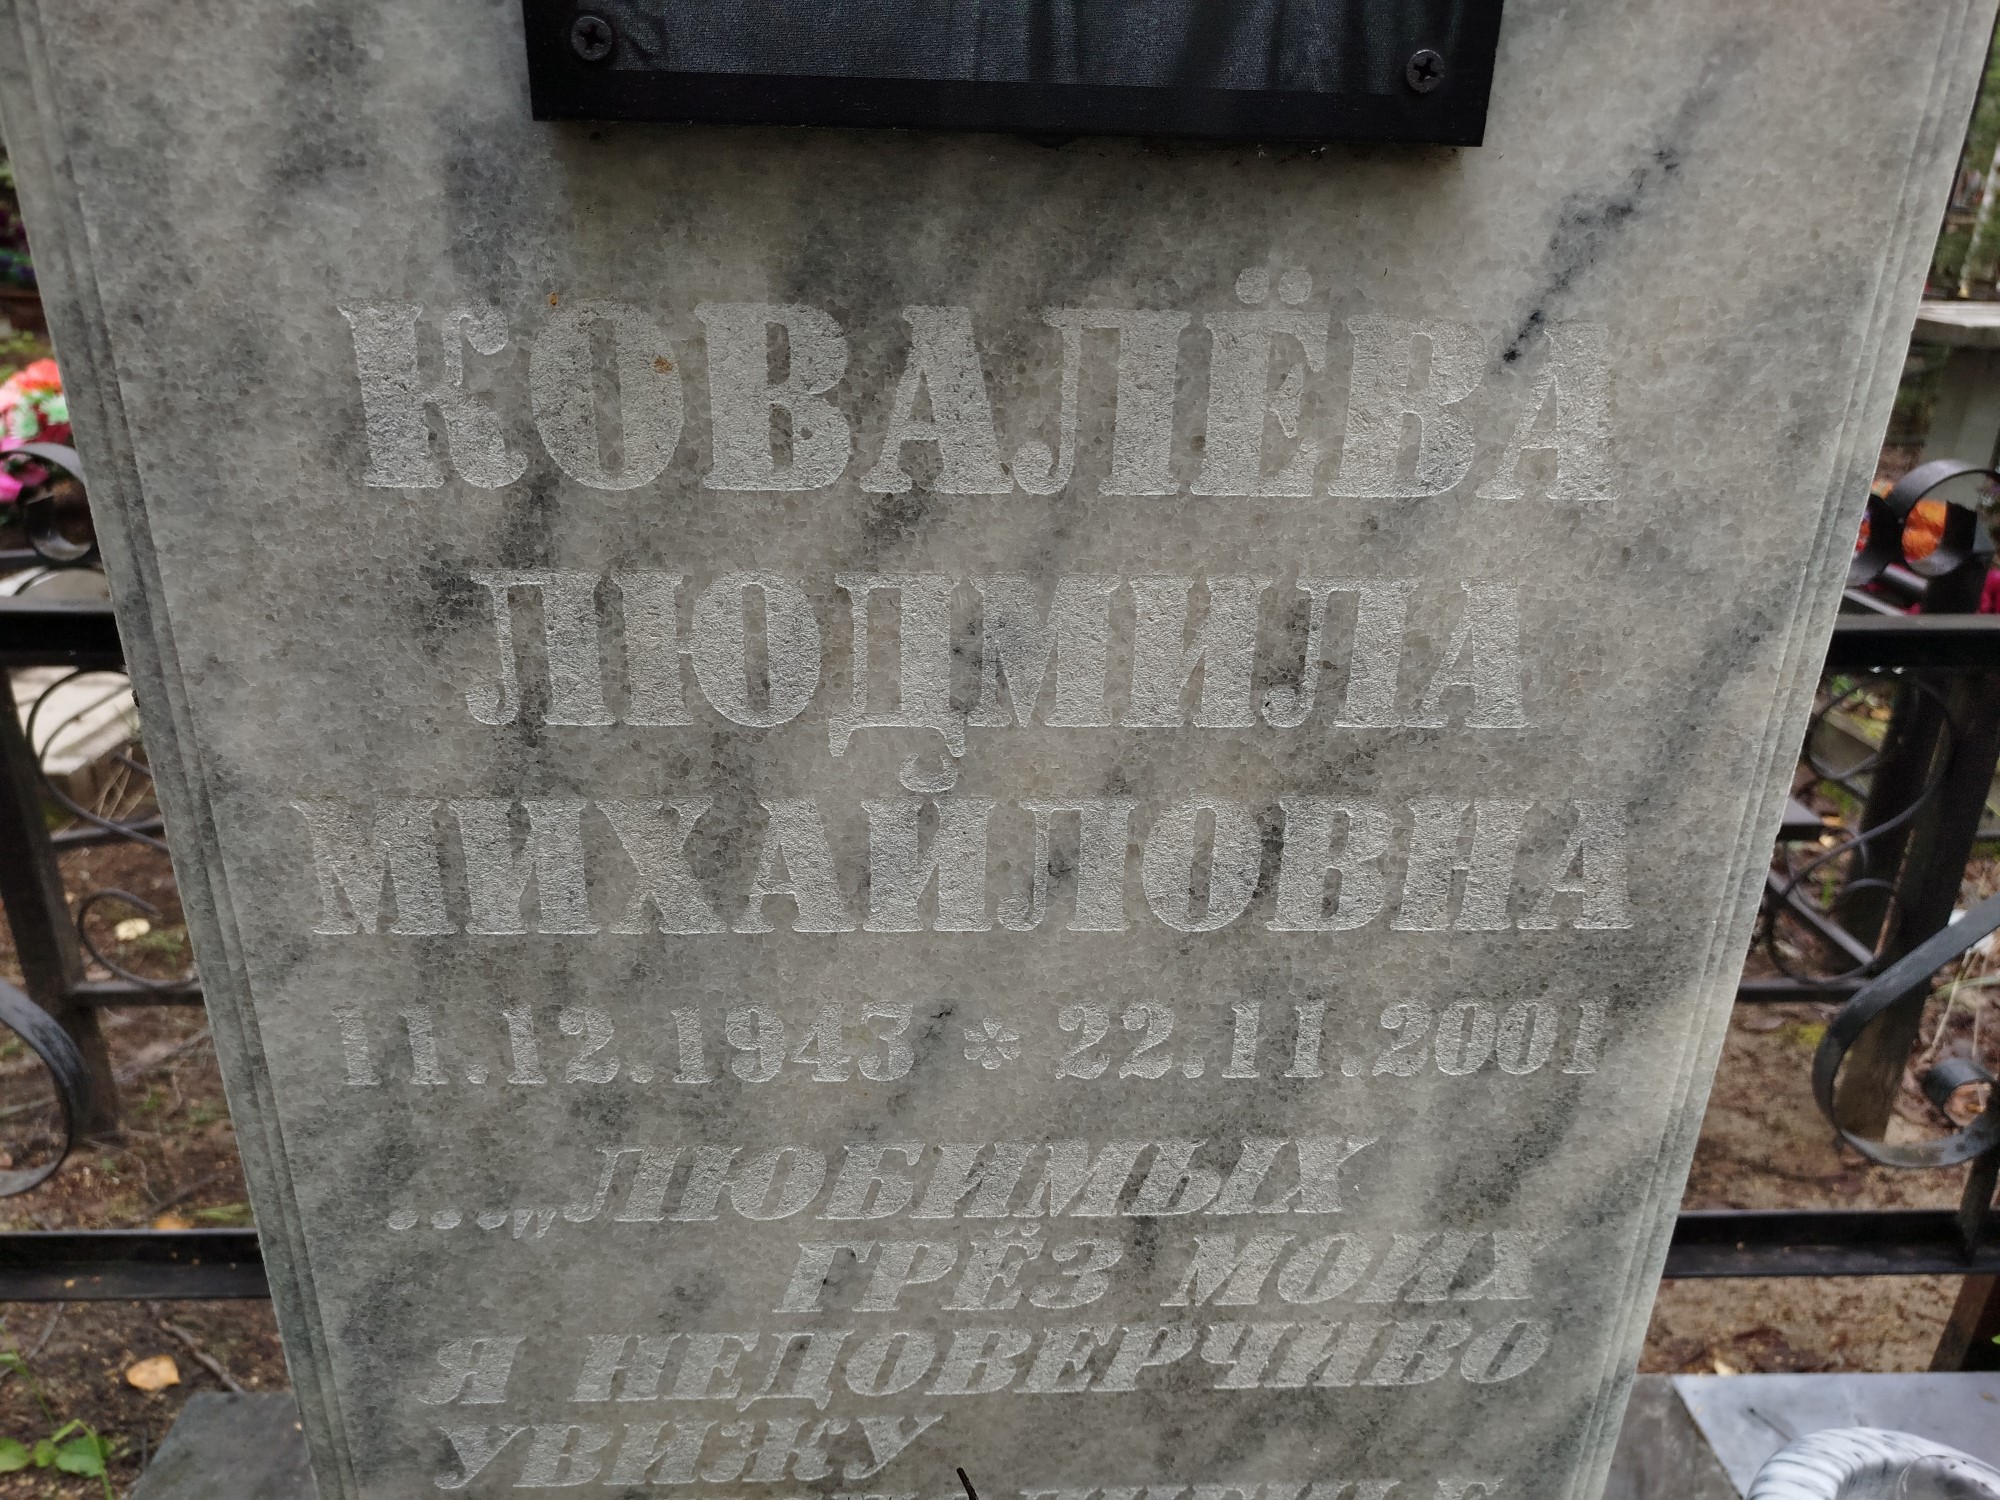 КОВАЛЁВА
ЛЮДМИЛА
МИХАЙЛОВНА
11.12.1943 * 22.11.2001
...„ЛЮБИМЫХ
ГРЁЗ МОИХ
Я НЕДОВЕРЧИВО
УВИЖУ